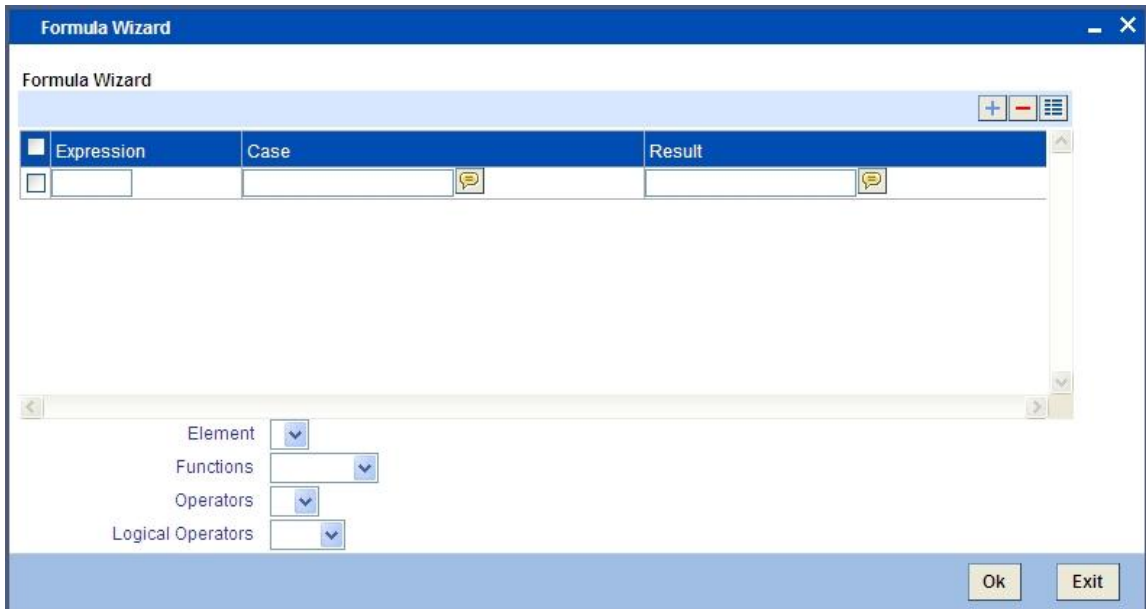 Formula Wizard
Formula Wizard
Expression Case Result
Element
Functions
Operators
Logical Operators
Ok Exit